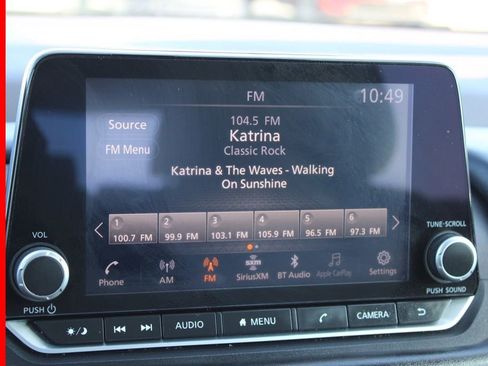 FM
10:49
Source
104.5 FM
Katrina
FM Menu
Classic Rock
Katrina & The Waves - Walking
On Sunshine
1 2 3 4 5 6
100.7 FM 99.9 FM 103.1 FM 105.9 FM 96.5 FM 97.3 FM
VOL
TUNE·SCROLL
sxm
Phone AM FM SiriusXM BT Audio Apple CarPlay Settings
PUSH
PUSH SOUND
AUDIO MENU CAMERA